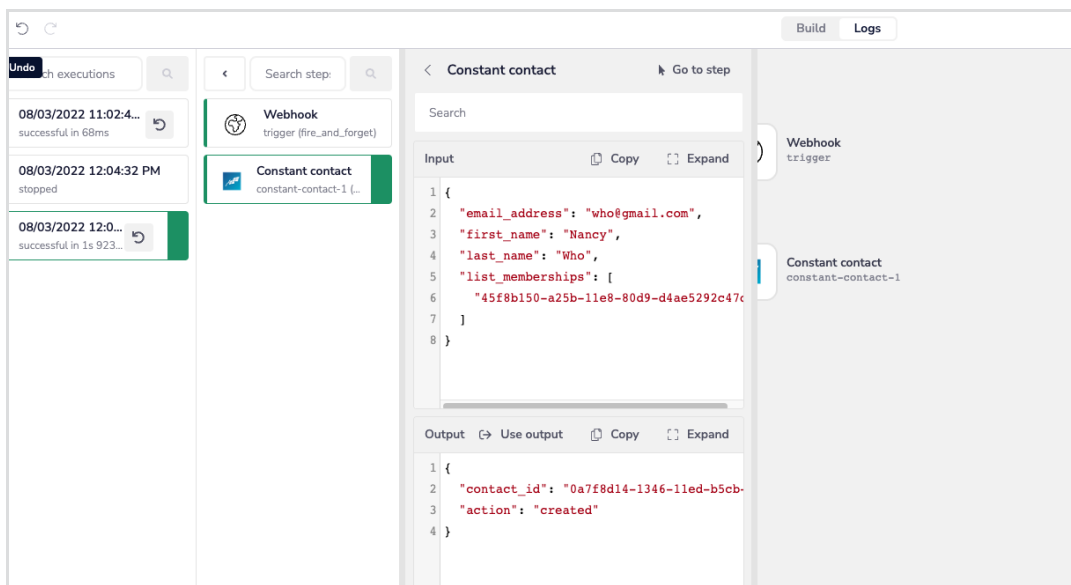 Build
Logs
Undo
ch executions
08/03/2022 11:02:4...
successful in 68ms
08/03/2022 12:04:32 PM
stopped
08/03/2022 12:0...
successful in 1s 923...
Search step:
Webhook
trigger (fire_and_forget)
Constant contact
constant-contact-1 (...
Constant contact
Go to step
Search
Input
Copy
Expand
1 {
2 "email_address": "who@gmail.com",
3 "first_name": "Nancy",
4 "last_name": "Who",
5 "list_memberships": [
6 "45f8b150-a25b-11e8-80d9-d4ae5292c47
7 ]
8 }
Output
Use output
Copy
Expand
1 {
2 "contact_id": "0a7f8d14-1346-11ed-b5cb-
3 "action": "created"
4 }
Webhook
trigger
Constant contact
constant-contact-1